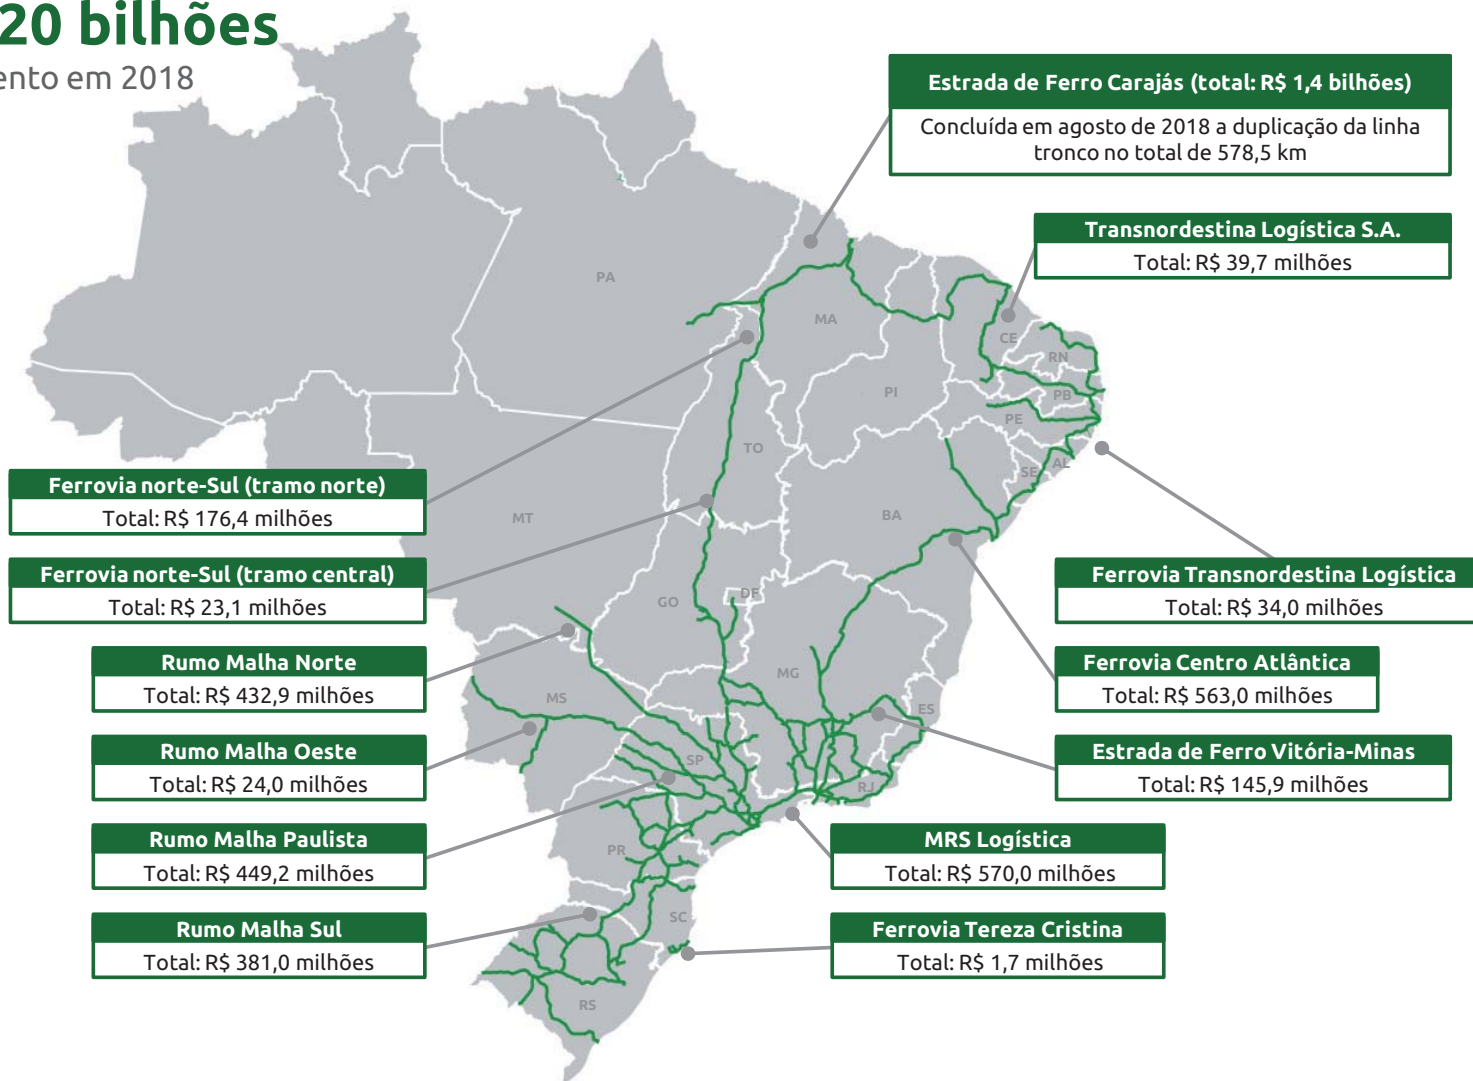 20 bilhões
ento em 2018
Estrada de Ferro Carajás (total: R$ 1,4 bilhões)
Concluída em agosto de 2018 a duplicação da linha
tronco no total de 578,5 km
Transnordestina Logística S.A.
Total: R$ 39,7 milhões
PA
MA
CE
RN
PI
PB
PE
TO
AL
SE
Ferrovia norte-Sul (tramo norte)
Total: R$ 176,4 milhões
MT
BA
Ferrovia norte-Sul (tramo central)
Total: R$ 23,1 milhões
Ferrovia Transnordestina Logística
Total: R$ 34,0 milhões
GO
DF
Rumo Malha Norte
Total: R$ 432,9 milhões
Ferrovia Centro Atlântica
Total: R$ 563,0 milhões
MG
MS
ES
Rumo Malha Oeste
Total: R$ 24,0 milhões
Estrada de Ferro Vitória-Minas
Total: R$ 145,9 milhões
SP
RJ
Rumo Malha Paulista
Total: R$ 449,2 milhões
PR
MRS Logística
Total: R$ 570,0 milhões
Rumo Malha Sul
Total: R$ 381,0 milhões
SC
Ferrovia Tereza Cristina
Total: R$ 1,7 milhões
RS